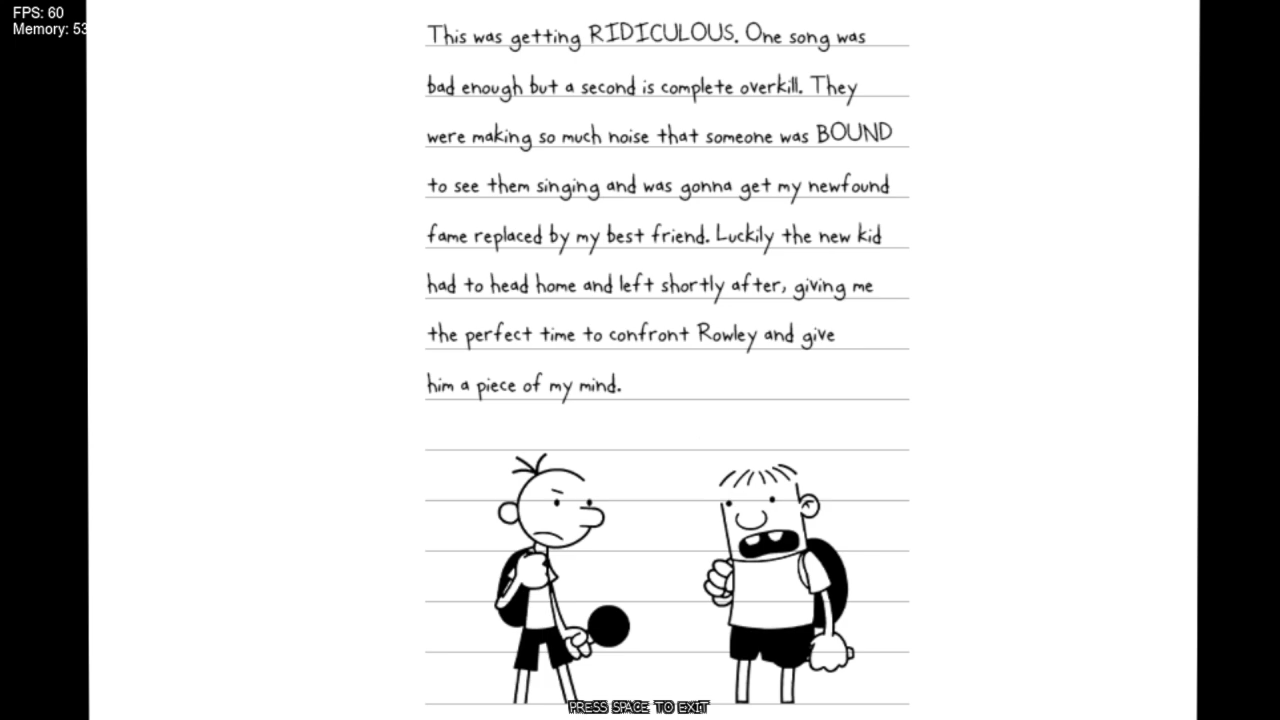 FPS: 60
Memory: 53
This was getting RIDICULOUS. One song was
bad enough but a second is complete overkill. They
were making so much noise that someone was BOUND
to see them singing and was gonna get my newfound
fame replaced by my best friend. Luckily the new kid
had to head home and left shortly after, giving me
the perfect time to confront Rowley and give
him a piece of my mind.
PRESS SPACE TO EXIT